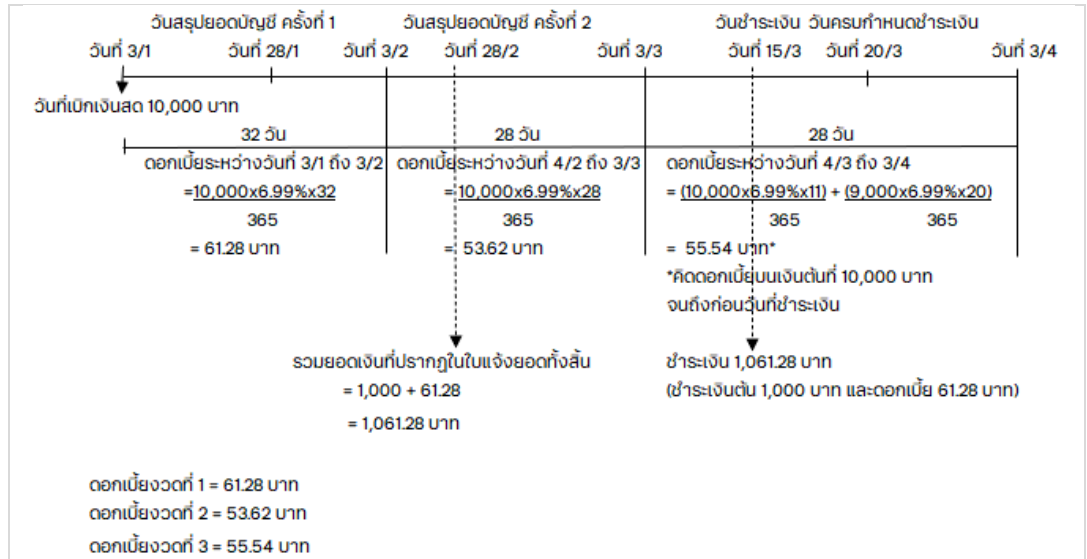 วันสรุปยอดบัญชี ครั้งที่ 1 วันสรุปยอดบัญชี ครั้งที่ 2 วันชำระเงิน วันครบกำหนดชำระเงิน
วันที่ 3/1 วันที่ 28/1 วันที่ 3/2 วันที่ 28/2 วันที่ 3/3 วันที่ 15/3 วันที่ 20/3 วันที่ 3/4
วันที่เบิกเงินสด 10,000 บาท
32 วัน 28 วัน 28 วัน
ดอกเบี้ยระหว่างวันที่ 3/1 ถึง 3/2 ดอกเบี้ยระหว่างวันที่ 4/2 ถึง 3/3 ดอกเบี้ยระหว่างวันที่ 4/3 ถึง 3/4
=10,000x6.99%x32 = 10,000x6.99%x28 = (10,000x6.99%x11) + (9,000x6.99%x20)
365 365 365 365
= 61.28 บาท = 53.62 บาท = 55.54 บาท*
*คิดดอกเบี้ยบนเงินต้นที่ 10,000 บาท
จนถึงก่อนวันที่ชำระเงิน
รวมยอดเงินที่ปรากฏในใบแจ้งยอดทั้งสิ้น ชำระเงิน 1,061.28 บาท
= 1,000 + 61.28 (ชำระเงินต้น 1,000 บาท และดอกเบี้ย 61.28 บาท)
= 1,061.28 บาท
ดอกเบี้ยงวดที่ 1 = 61.28 บาท
ดอกเบี้ยงวดที่ 2 = 53.62 บาท
ดอกเบี้ยงวดที่ 3 = 55.54 บาท